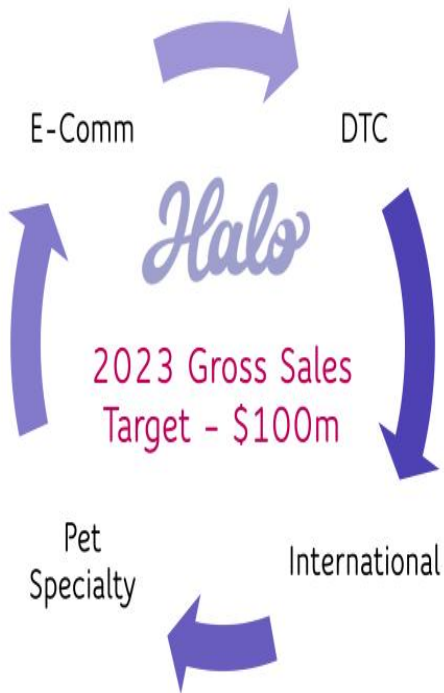 E-Comm
DTC
Halo
2023 Gross Sales
Target - $100m
Pet
Specialty
International